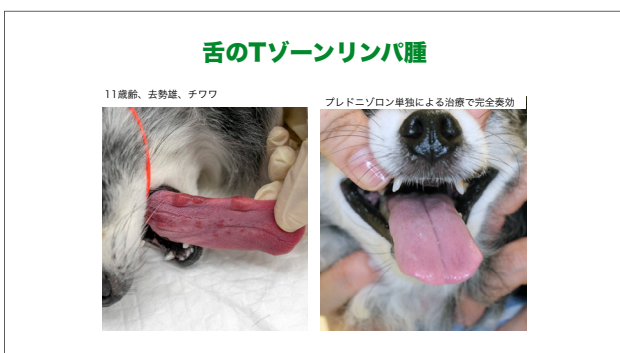 舌のTゾーンリンパ腫
11歳齢、去勢雄、チワワ
プレドニゾロン単独による治療で完全奏効